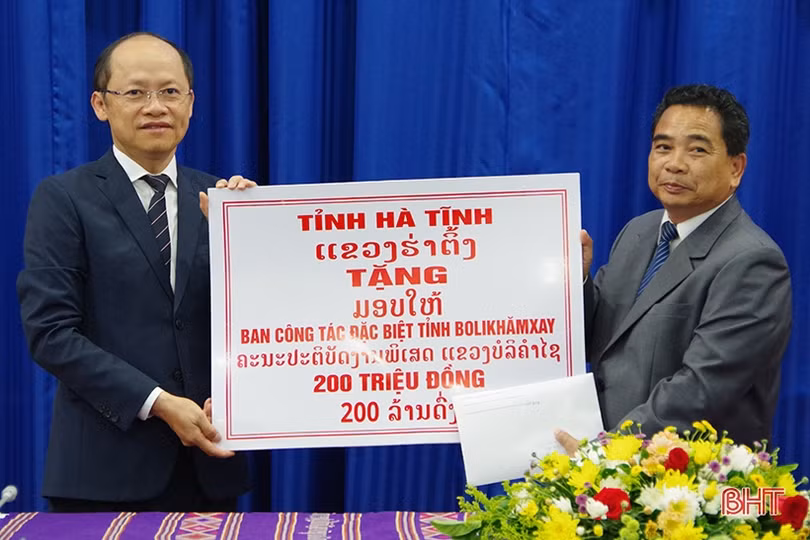 TỈNH HÀ TĨNH
ແຂວງຮ່າຕິ້ງ
TẶNG
ມອບໃຫ້
BAN CÔNG TÁC ĐẶC BIỆT TỈNH BOLIKHĂMXAY
ຄະນະປະຕິບັດງານພິເສດ ແຂວງບໍລິຄຳໄຊ
200 TRIỆU ĐỒNG
200 ລ້ານດົ່ງ
BHT